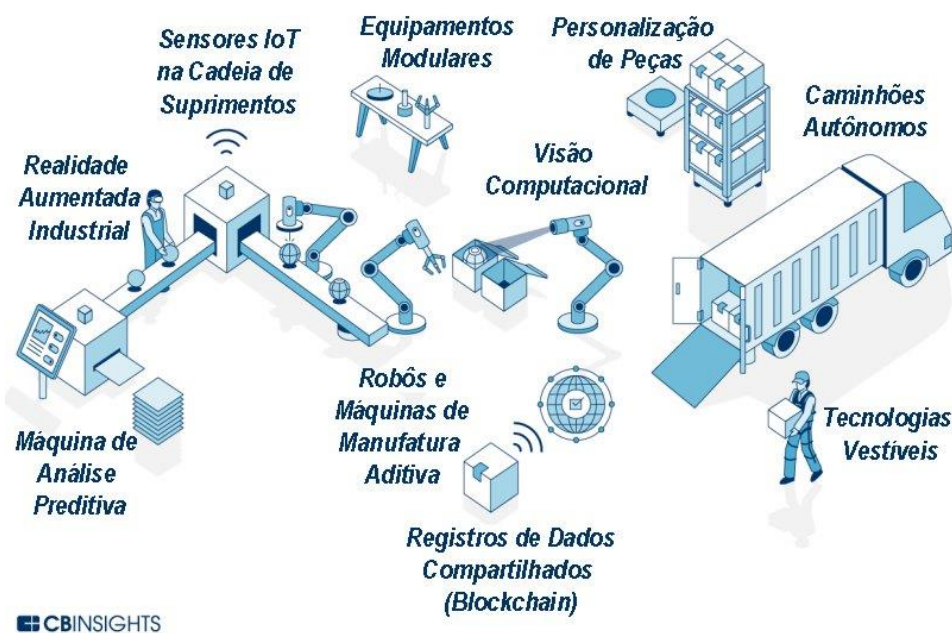 Sensores IoT
na Cadeia de
Suprimentos
Equipamentos
Modulares
Personalização
de Peças
Caminhões
Autônomos
Realidade
Aumentada
Industrial
Visão
Computacional
Máquina de
Análise
Preditiva
Robôs e
Máquinas de
Manufatura
Aditiva
Tecnologias
Vestíveis
Registros de Dados
Compartilhados
(Blockchain)
CBINSIGHTS